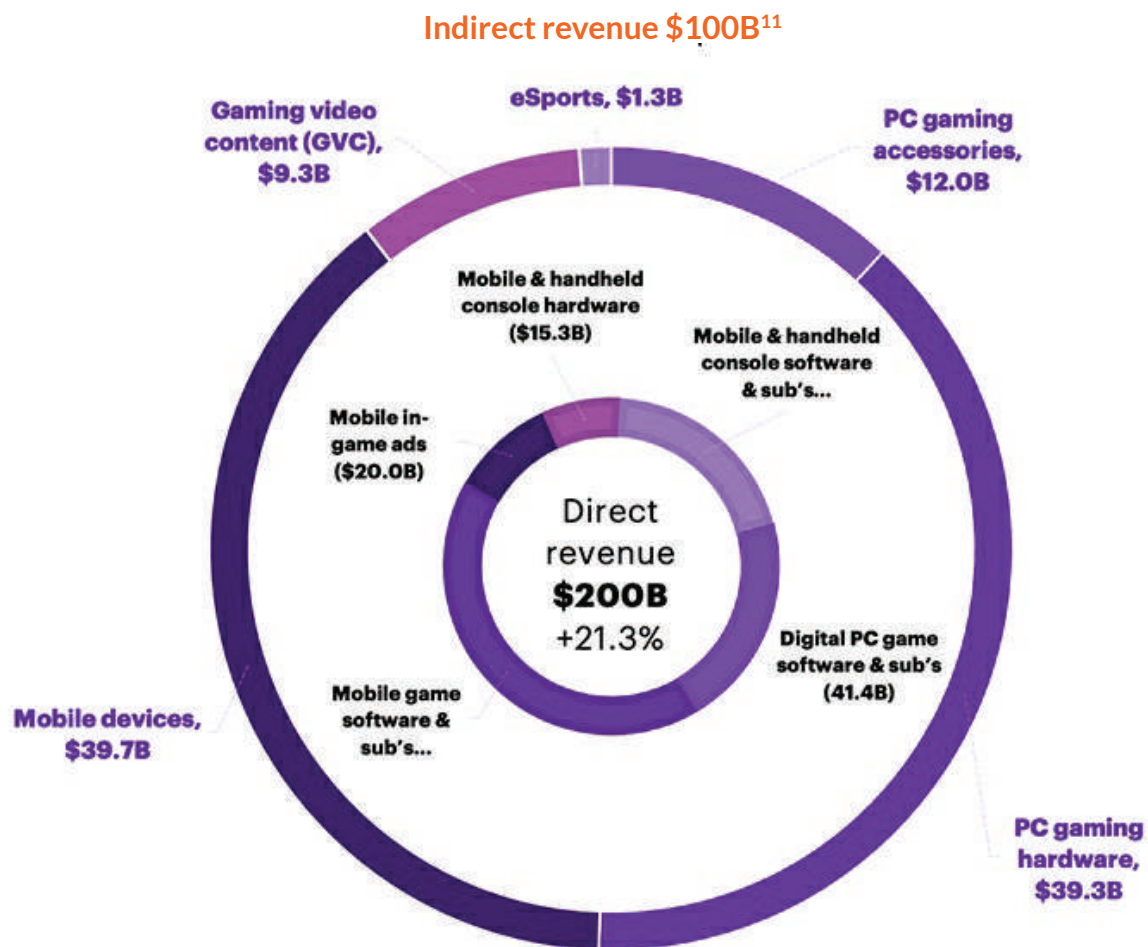 Indirect revenue $100B¹¹
eSports, $1.3B
Gaming video
content (GVC),
$9.3B
PC gaming
accessories,
$12.0B
Mobile & handheld
console hardware
($15.3B)
Mobile & handheld
console software
& sub's...
Mobile in-
game ads
($20.0B)
Direct
revenue
$200B
+21.3%
Digital PC game
software & sub's
(41.4B)
Mobile game
software &
sub's...
Mobile devices,
$39.7B
PC gaming
hardware,
$39.3B